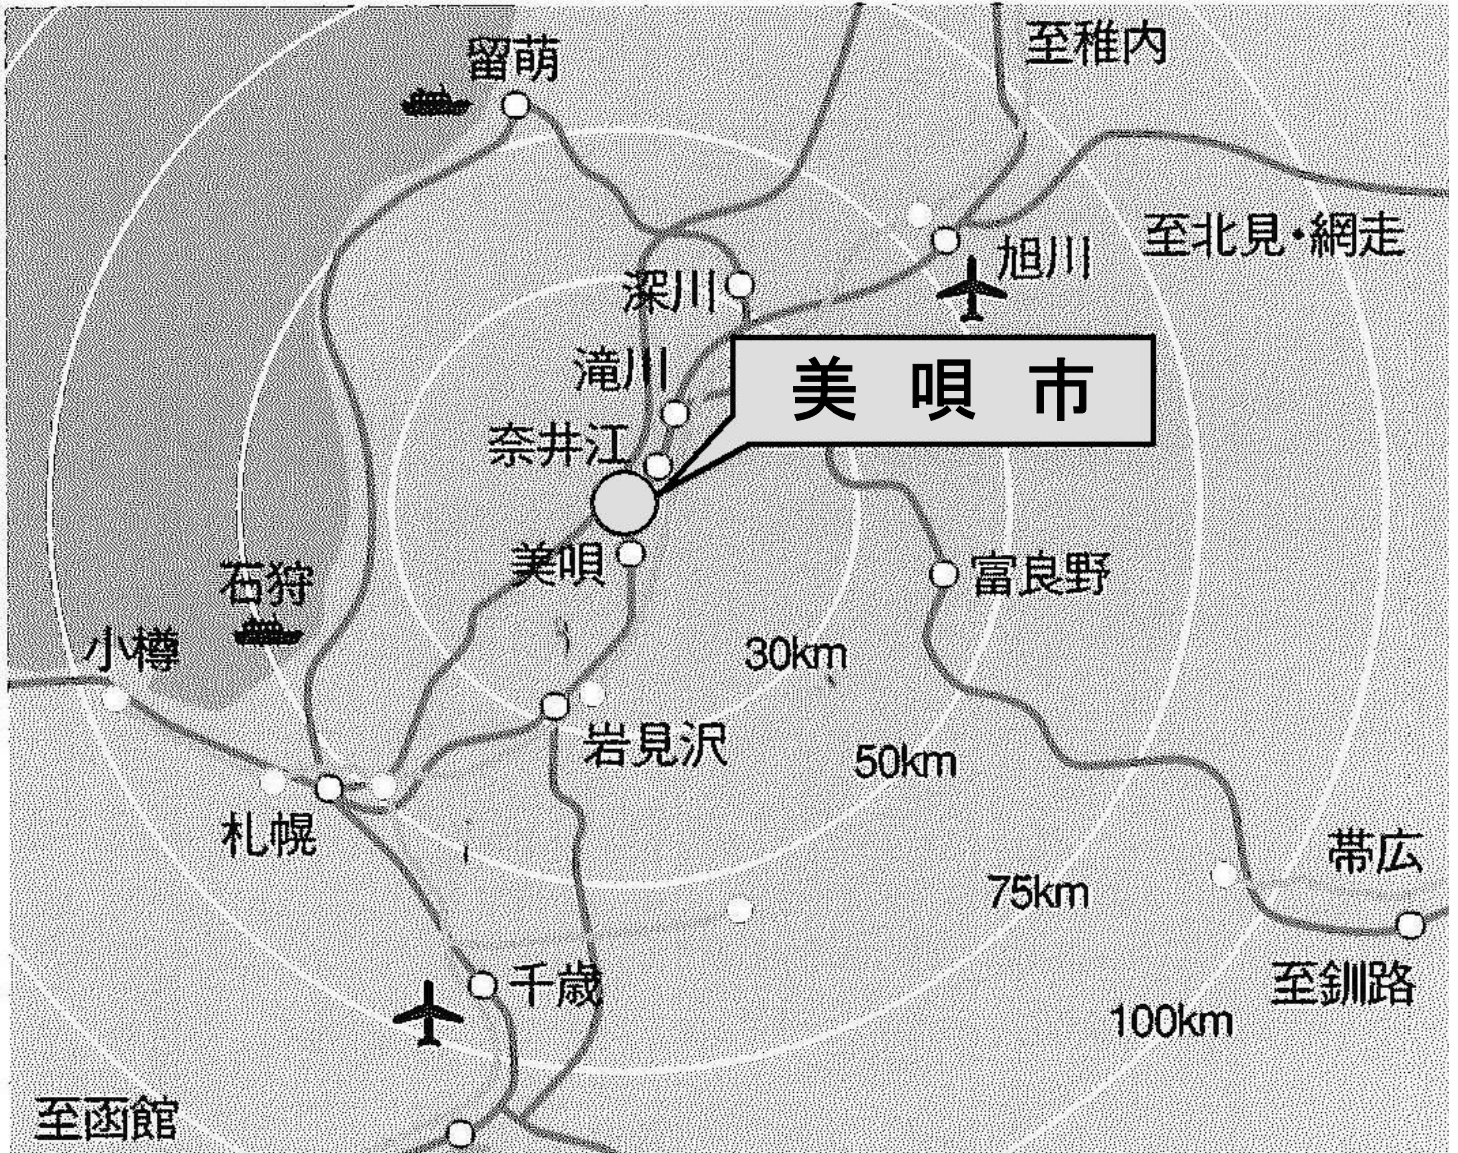 留萌
至稚内
至北見・網走
旭川
深川
滝川
美唄市
奈井江
美唄
石狩
富良野
小樽
30km
岩見沢
50km
札幌
帯広
75km
千歳
至釧路
100km
至函館